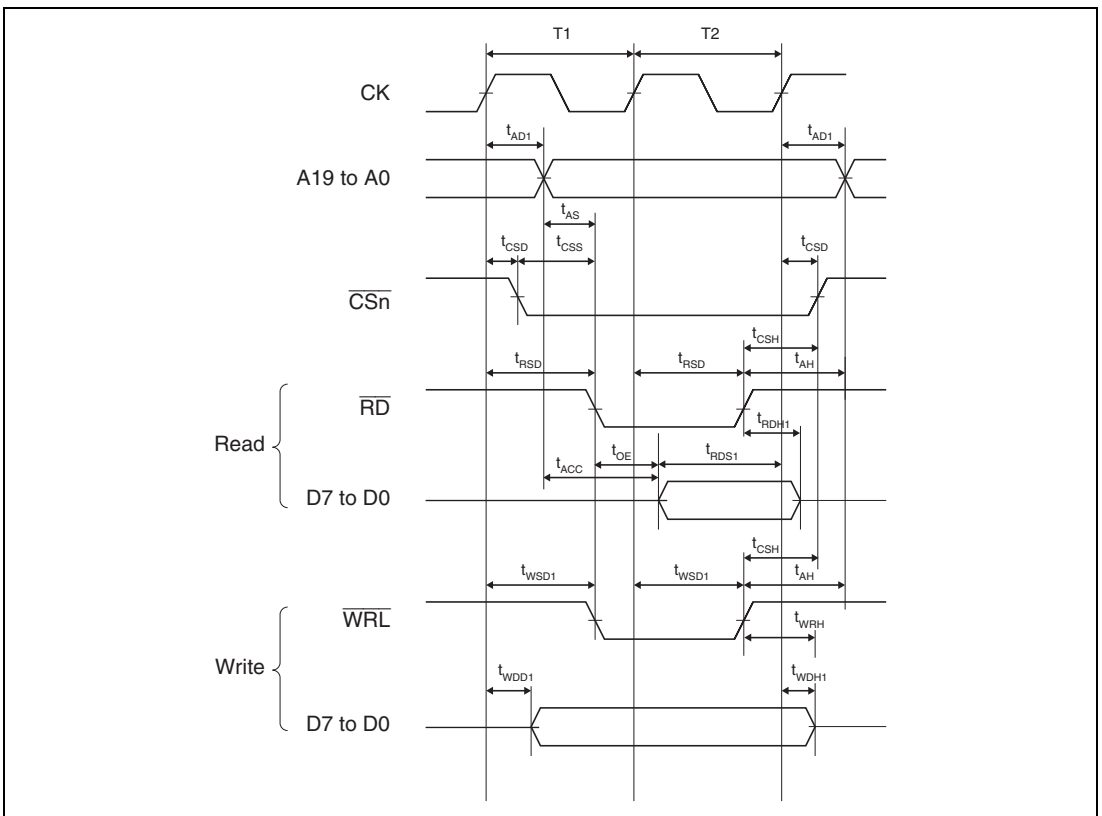 T1 T2
CK
tAD1 tAD1
A19 to A0
tAS
tCSD tCSS tCSD
CSn
tCSH
tRSD tRSD tAH
RD
tRDH1
Read
tOE tRDS1
tACC
D7 to D0
tCSH
tWSD1 tWSD1 tAH
WRL
tWRH
Write
tWDD1 tWDH1
D7 to D0